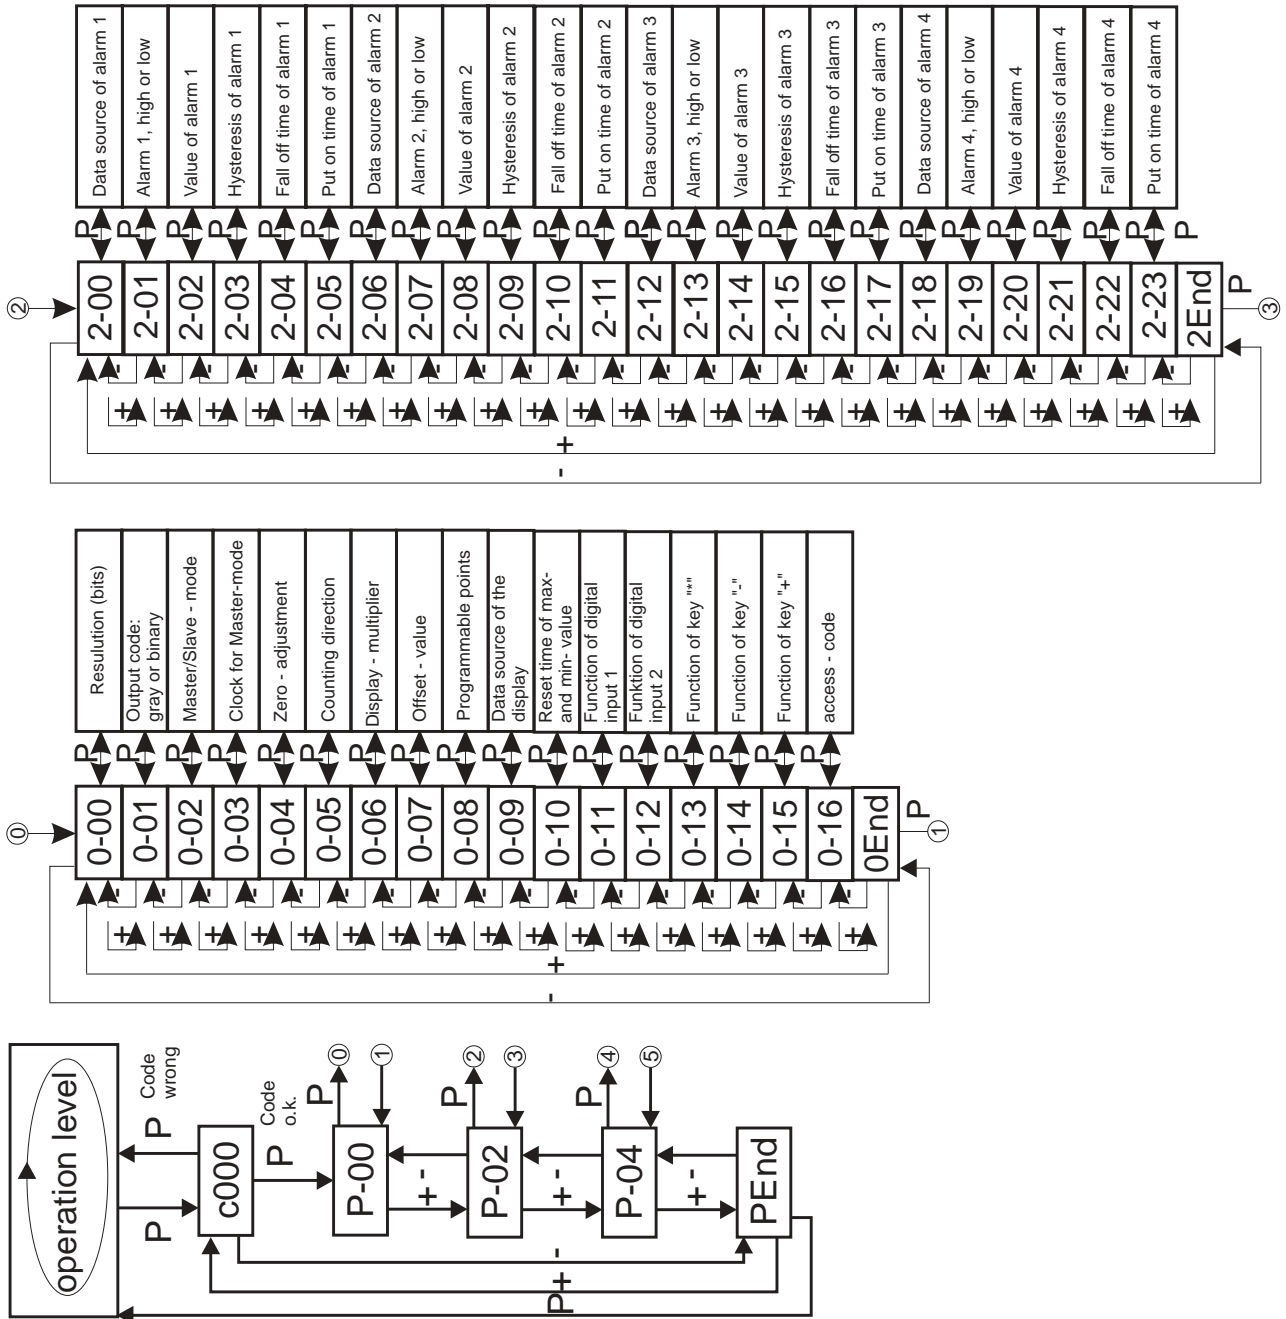 operation level
P
P
Code
wrong
c000
P
Code
o.k.
P-00
P
0
1
+
-
P-02
P
2
3
+
-
P-04
P
4
5
+
-
PEnd
-
+
P
0
0-00
P
Resulution (bits)
0-01
P
Output code:
gray or binary
0-02
P
Master/Slave - mode
0-03
P
Clock for Master-mode
0-04
P
Zero - adjustment
0-05
P
Counting direction
0-06
P
Display - multiplier
0-07
P
Offset - value
0-08
P
Programmable points
0-09
P
Data source of the
display
0-10
P
Reset time of max-
and min- value
0-11
P
Function of digital
input 1
0-12
P
Funktion of digital
input 2
0-13
P
Function of key "*"
0-14
P
Function of key "-"
0-15
P
Function of key "+"
0-16
P
access - code
0End
P
1
+
-
2
2-00
P
Data source of alarm 1
2-01
P
Alarm 1, high or low
2-02
P
Value of alarm 1
2-03
P
Hysteresis of alarm 1
2-04
P
Fall off time of alarm 1
2-05
P
Put on time of alarm 1
2-06
P
Data source of alarm 2
2-07
P
Alarm 2, high or low
2-08
P
Value of alarm 2
2-09
P
Hysteresis of alarm 2
2-10
P
Fall off time of alarm 2
2-11
P
Put on time of alarm 2
2-12
P
Data source of alarm 3
2-13
P
Alarm 3, high or low
2-14
P
Value of alarm 3
2-15
P
Hysteresis of alarm 3
2-16
P
Fall off time of alarm 3
2-17
P
Put on time of alarm 3
2-18
P
Data source of alarm 4
2-19
P
Alarm 4, high or low
2-20
P
Value of alarm 4
2-21
P
Hysteresis of alarm 4
2-22
P
Fall off time of alarm 4
2-23
P
Put on time of alarm 4
2End
P
P
3
+
-